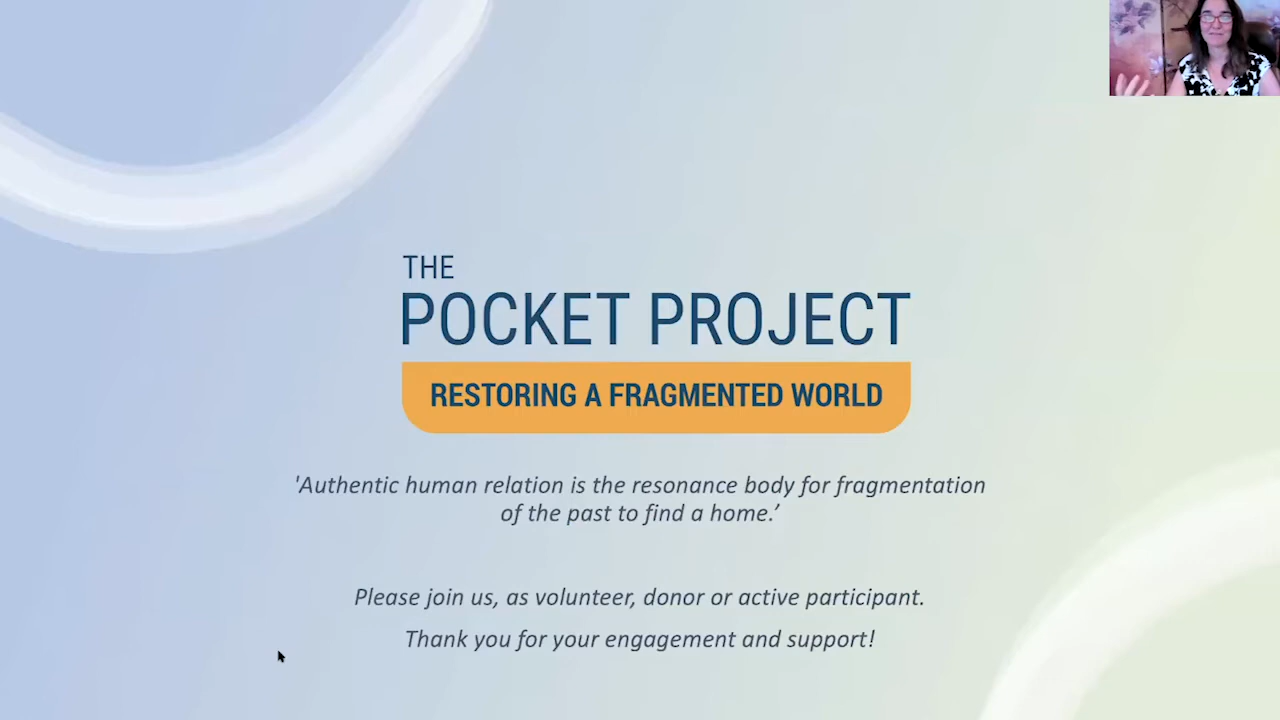 THE
POCKET PROJECT
RESTORING A FRAGMENTED WORLD
'Authentic human relation is the resonance body for fragmentation
of the past to find a home.’
Please join us, as volunteer, donor or active participant.
Thank you for your engagement and support!